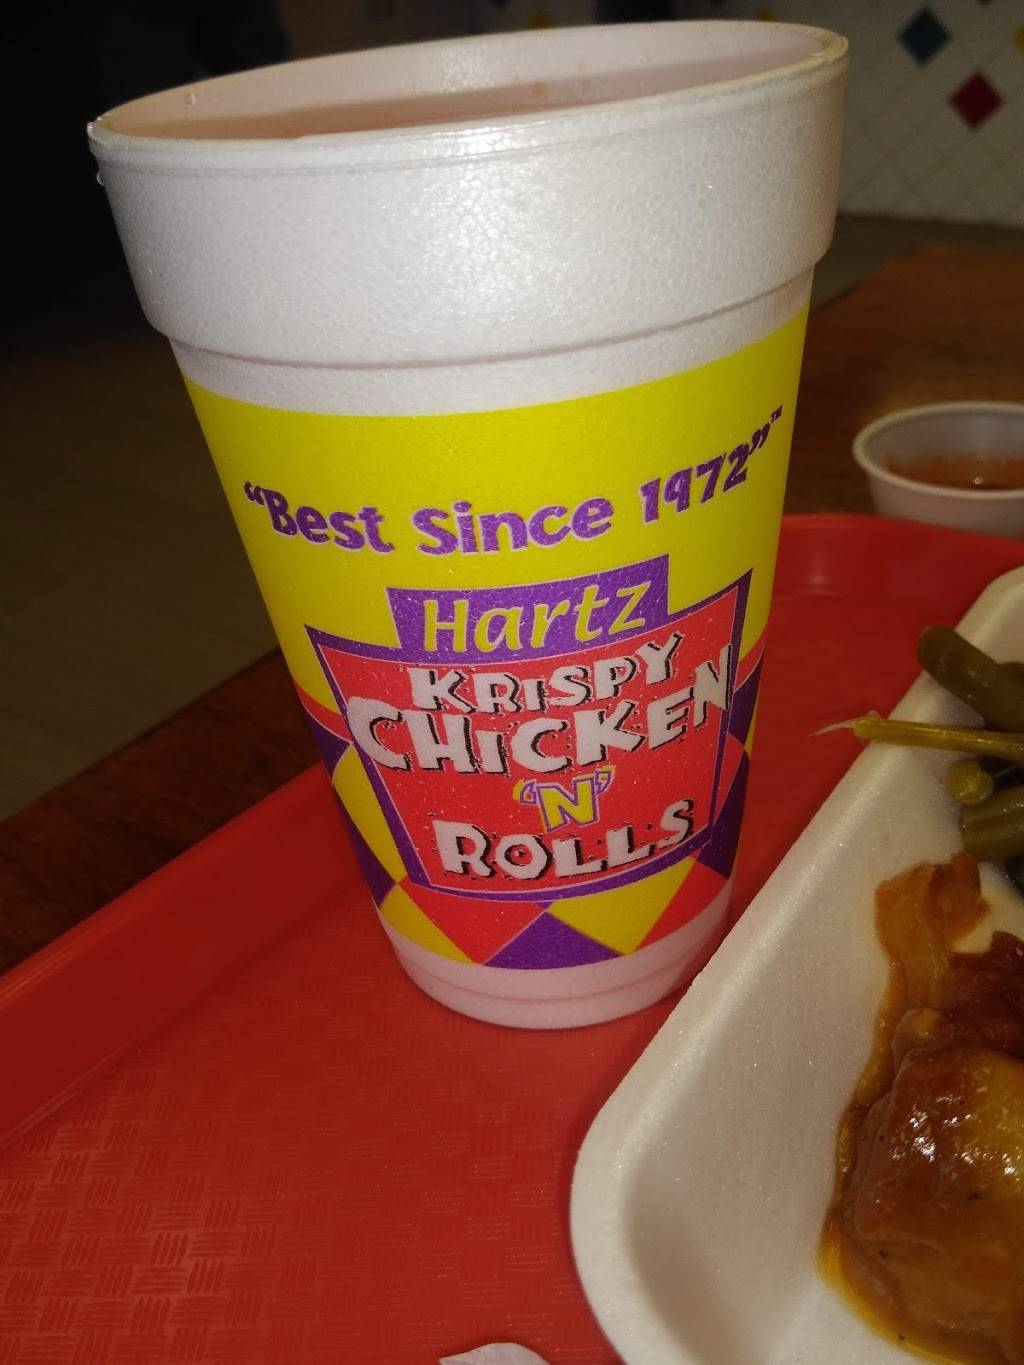 “Best Since 1972”™
Hartz
KRISPY
CHICKEN
‘N’
ROLLS